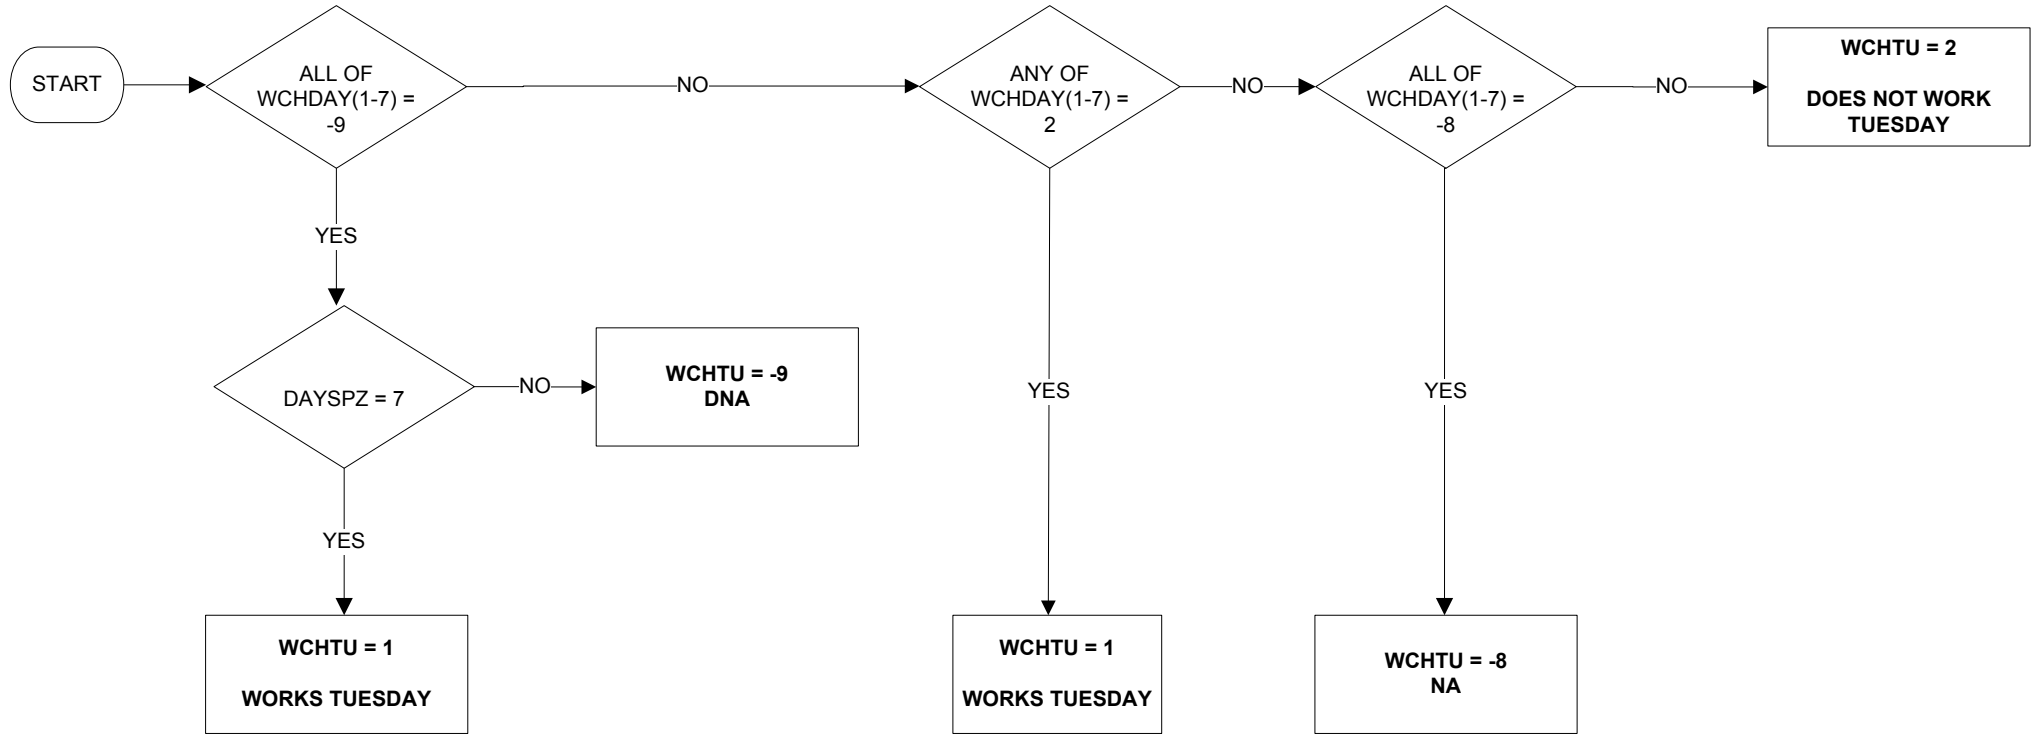 START
ALL OF
WCHDAY(1-7) =
-9
NO
ANY OF
WCHDAY(1-7) =
2
NO
ALL OF
WCHDAY(1-7) =
-8
NO
WCHTU = 2
DOES NOT WORK
TUESDAY
YES
DAYSPZ = 7
NO
WCHTU = -9
DNA
YES
YES
YES
WCHTU = 1
WORKS TUESDAY
WCHTU = 1
WORKS TUESDAY
WCHTU = -8
NA